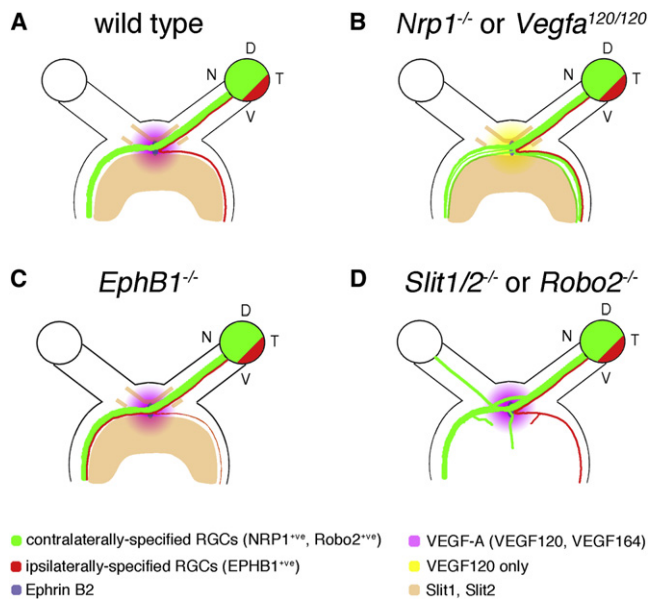 A wild type
B Nrp1-/- or Vegfa120/120
D
N T
V
D
N T
V
C EphB1-/-
D Slit1/2-/- or Robo2-/-
D
N T
V
D
N T
V
contralaterally-specified RGCs (NRP1+ve, Robo2+ve)
ipsilaterally-specified RGCs (EPHB1+ve)
Ephrin B2
VEGF-A (VEGF120, VEGF164)
VEGF120 only
Slit1, Slit2